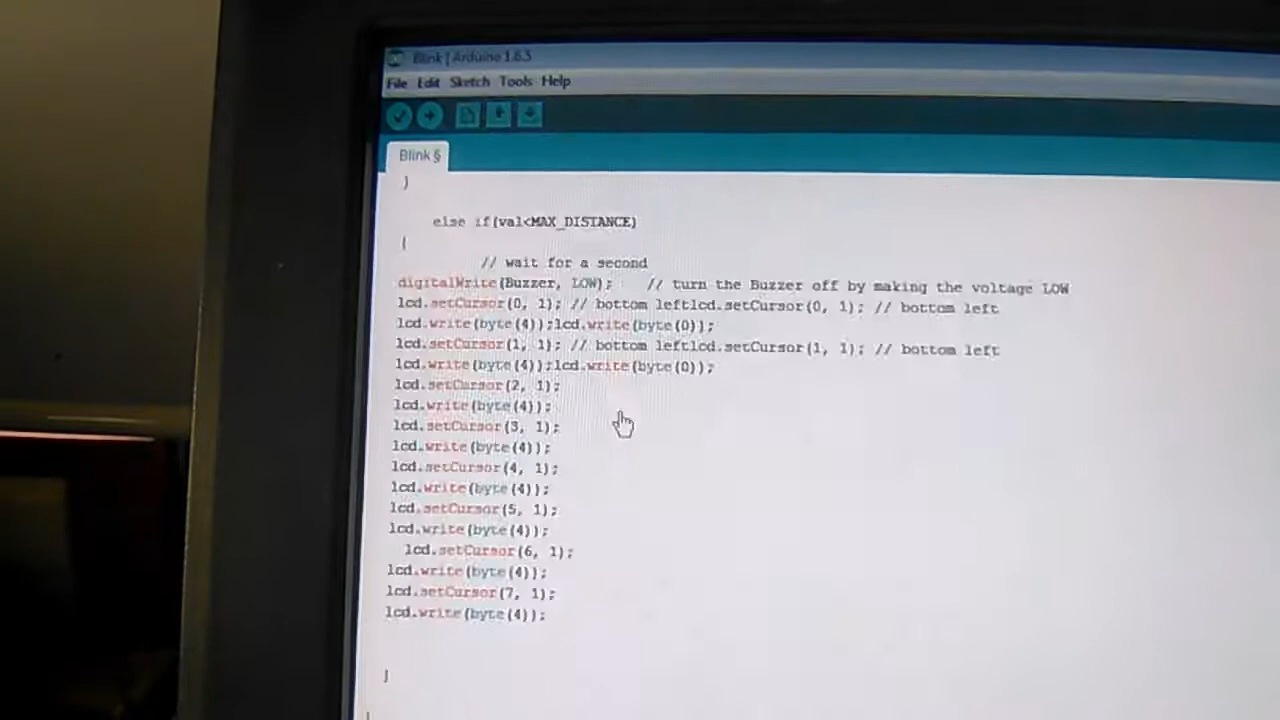 Blink | Arduino 1.6.5
File Edit Sketch Tools Help
Blink §
}
else if(val<MAX_DISTANCE)
{
// wait for a second
digitalWrite(Buzzer, LOW);    // turn the Buzzer off by making the voltage LOW
lcd.setCursor(0, 1); // bottom leftlcd.setCursor(0, 1); // bottom left
lcd.write(byte(4));lcd.write(byte(0));
lcd.setCursor(1, 1); // bottom leftlcd.setCursor(1, 1); // bottom left
lcd.write(byte(4));lcd.write(byte(0));
lcd.setCursor(2, 1);
lcd.write(byte(4));
lcd.setCursor(3, 1);
lcd.write(byte(4));
lcd.setCursor(4, 1);
lcd.write(byte(4));
lcd.setCursor(5, 1);
lcd.write(byte(4));
lcd.setCursor(6, 1);
lcd.write(byte(4));
lcd.setCursor(7, 1);
lcd.write(byte(4));
}